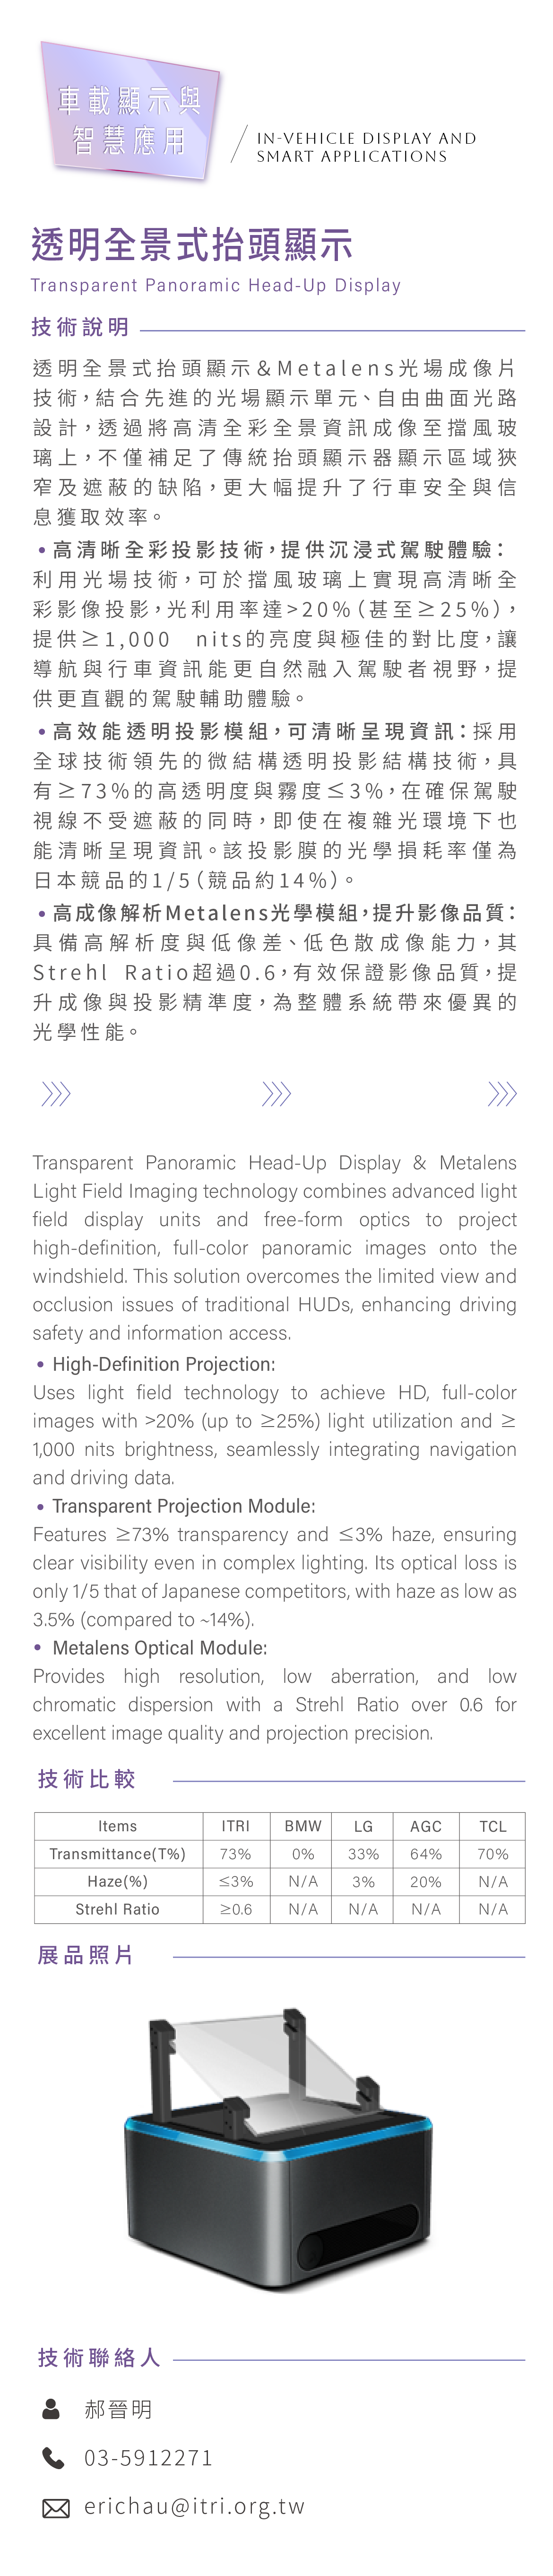 車載顯示與
智慧應用
IN-VEHICLE DISPLAY AND
SMART APPLICATIONS
透明全景式抬頭顯示
Transparent Panoramic Head-Up Display
技術說明
透明全景式抬頭顯示＆Metalens光場成像片
技術，結合先進的光場顯示單元、自由曲面光路
設計，透過將高清全彩全景資訊成像至擋風玻
璃上，不僅補足了傳統抬頭顯示器顯示區域狹
窄及遮蔽的缺陷，更大幅提升了行車安全與信
息獲取效率。
•高清晰全彩投影技術，提供沉浸式駕駛體驗：
利用光場技術，可於擋風玻璃上實現高清晰全
彩影像投影，光利用率達>20%（甚至≥25%），
提供≥1,000 nits的亮度與極佳的對比度，讓
導航與行車資訊能更自然融入駕駛者視野，提
供更直觀的駕駛輔助體驗。
•高效能透明投影模組，可清晰呈現資訊：採用
全球技術領先的微結構透明投影結構技術，具
有≥73%的高透明度與霧度≤3%，在確保駕駛
視線不受遮蔽的同時，即使在複雜光環境下也
能清晰呈現資訊。該投影膜的光學損耗率僅為
日本競品的1/5（競品約14%）。
•高成像解析Metalens光學模組，提升影像品質：
具備高解析度與低像差、低色散成像能力，其
Strehl Ratio超過0.6，有效保證影像品質，提
升成像與投影精準度，為整體系統帶來優異的
光學性能。
Transparent Panoramic Head-Up Display & Metalens
Light Field Imaging technology combines advanced light
field display units and free-form optics to project
high-definition, full-color panoramic images onto the
windshield. This solution overcomes the limited view and
occlusion issues of traditional HUDs, enhancing driving
safety and information access.
• High-Definition Projection:
Uses light field technology to achieve HD, full-color
images with >20% (up to ≥25%) light utilization and ≥
1,000 nits brightness, seamlessly integrating navigation
and driving data.
• Transparent Projection Module:
Features ≥73% transparency and ≤3% haze, ensuring
clear visibility even in complex lighting. Its optical loss is
only 1/5 that of Japanese competitors, with haze as low as
3.5% (compared to ~14%).
• Metalens Optical Module:
Provides high resolution, low aberration, and low
chromatic dispersion with a Strehl Ratio over 0.6 for
excellent image quality and projection precision.
技術比較
Items ITRI BMW LG AGC TCL
Transmittance(T%) 73% 0% 33% 64% 70%
Haze(%) ≤3% N/A 3% 20% N/A
Strehl Ratio ≥0.6 N/A N/A N/A N/A
展品照片
技術聯絡人
郝晉明
03-5912271
erichau@itri.org.tw